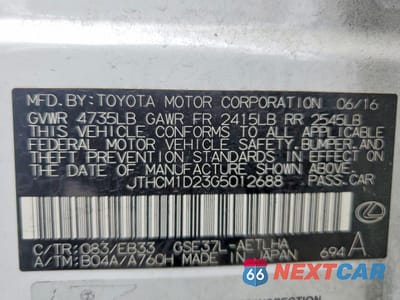 MFD. BY: TOYOTA MOTOR CORPORATION 06/16
GVWR 4735LB GAWR FR 2415LB RR 2545LB
THIS VEHICLE CONFORMS TO ALL APPLICABLE
FEDERAL MOTOR VEHICLE SAFETY, BUMPER, AND
THEFT PREVENTION STANDARDS IN EFFECT ON
THE DATE OF MANUFACTURE SHOWN ABOVE.
JTHCM1D23G5012688 PASS.CAR
C/TR: 083/EB33 GSE37L-AETLHA
A/TM: B04A/A760H MADE IN JAPAN 694 A
66 NEXTCAR
INSPECTION